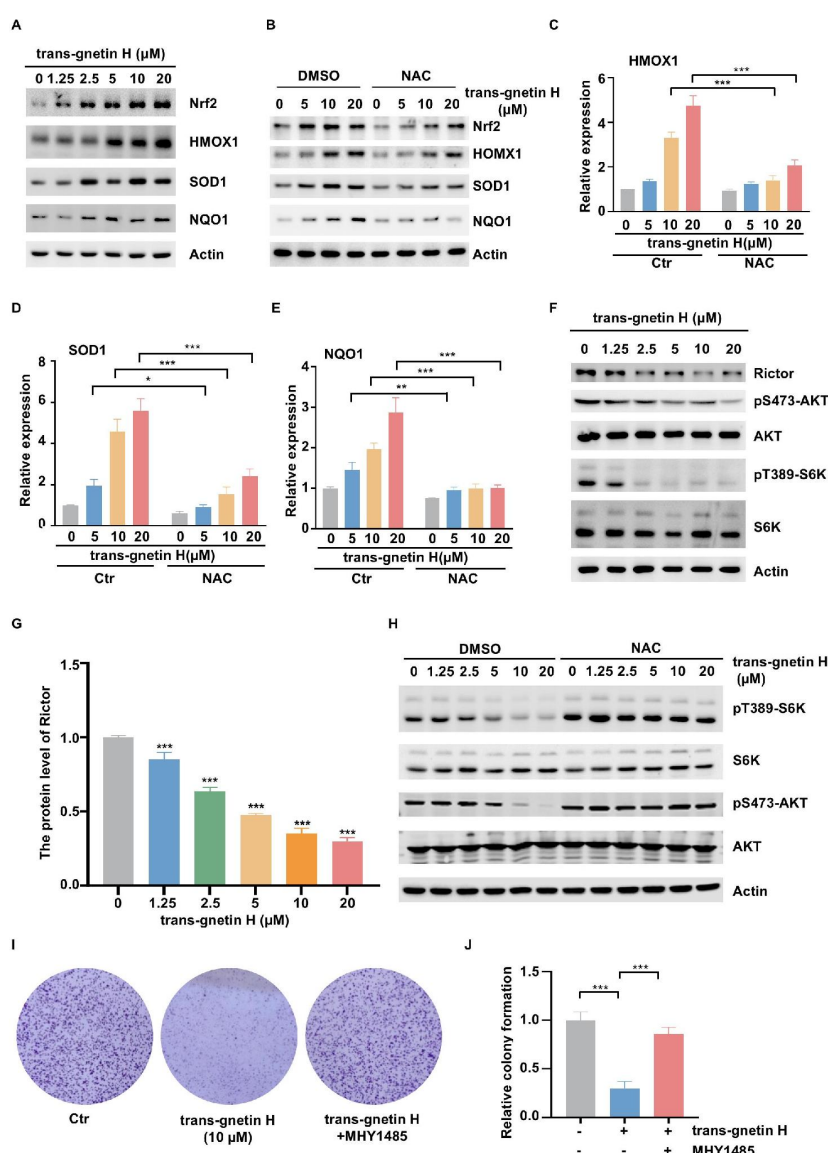 A
trans-gnetin H (μM)
0 1.25 2.5 5 10 20
Nrf2
HMOX1
SOD1
NQO1
Actin
B
DMSO NAC
trans-gnetin H
(μM)
0 5 10 20 0 5 10 20
Nrf2
HOMX1
SOD1
NQO1
Actin
C
HMOX1
***
***
Relative expression
6
4
2
0
0 5 10 20 0 5 10 20
trans-gnetin H(μM)
Ctr NAC
D
SOD1
***
***
*
Relative expression
8
6
4
2
0
0 5 10 20 0 5 10 20
trans-gnetin H(μM)
Ctr NAC
E
NQO1
***
***
**
Relative expression
4
3
2
1
0
0 5 10 20 0 5 10 20
trans-gnetin H(μM)
Ctr NAC
F
trans-gnetin H (μM)
0 1.25 2.5 5 10 20
Rictor
pS473-AKT
AKT
pT389-S6K
S6K
Actin
G
The protein level of Rictor
1.5
1.0
0.5
0.0
*** *** *** *** ***
0 1.25 2.5 5 10 20
trans-gnetin H (μM)
H
DMSO NAC
0 1.25 2.5 5 10 20 0 1.25 2.5 5 10 20
trans-gnetin H
(μM)
pT389-S6K
S6K
pS473-AKT
AKT
Actin
I
Ctr
trans-gnetin H
(10 μM)
trans-gnetin H
+MHY1485
J
Relative colony formation
1.5
1.0
0.5
0.0
***
***
- + + trans-gnetin H
- - + MHY1485